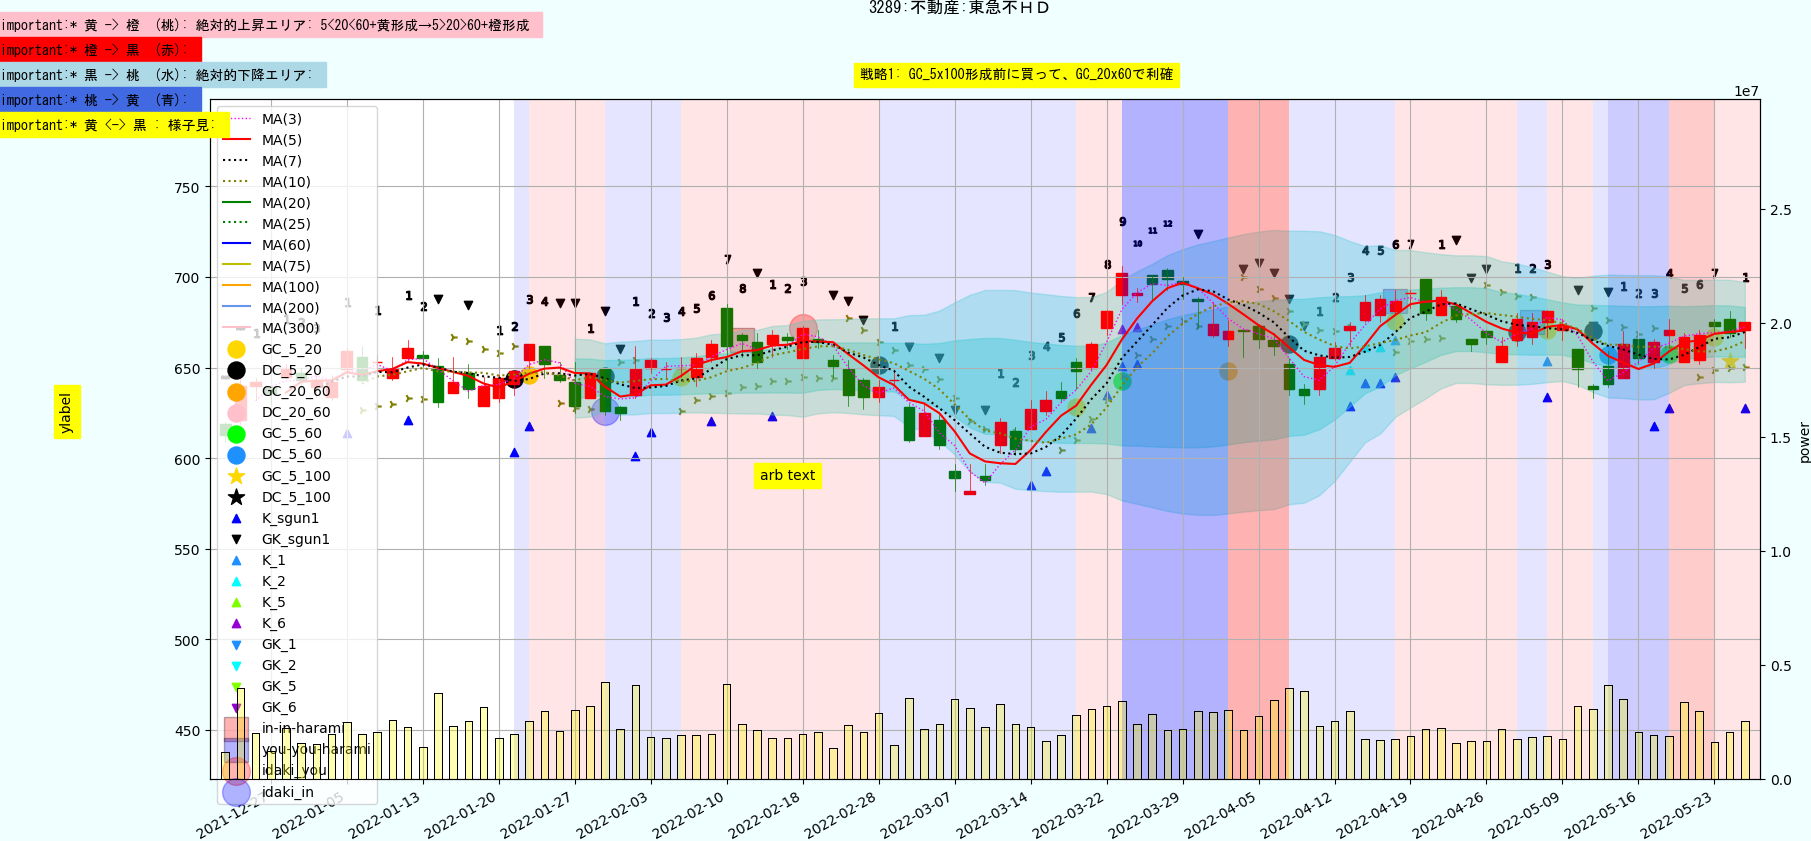 3289:不動産:東急不ＨＤ
important:* 黄 -> 橙 （桃）: 絶対的上昇エリア: 5<20<60+黄形成→5>20>60+橙形成
important:* 橙 -> 黒 （赤）:
important:* 黒 -> 桃 （水）: 絶対的下降エリア:
戦略1: GC_5x100形成前に買って、GC_20x60で利確
important:* 桃 -> 黄 （青）:
important:* 黄 <-> 黒 : 様子見:
1e7
MA(3)
MA(5)
MA(7)
MA(10)
MA(20)
MA(25)
MA(60)
MA(75)
MA(100)
MA(200)
MA(300)
GC_5_20
DC_5_20
GC_20_60
DC_20_60
GC_5_60
DC_5_60
GC_5_100
DC_5_100
K_sgun1
GK_sgun1
K_1
K_2
K_5
K_6
GK_1
GK_2
GK_5
GK_6
in-in-harami
you-you-harami
idaki_you
idaki_in
750
700
650
600
550
500
450
ylabel
arb text
2.5
2.0
1.5
1.0
0.5
0.0
power
2021-12-27
2022-01-05
2022-01-13
2022-01-20
2022-01-27
2022-02-03
2022-02-10
2022-02-18
2022-02-28
2022-03-07
2022-03-14
2022-03-22
2022-03-29
2022-04-05
2022-04-12
2022-04-19
2022-04-26
2022-05-09
2022-05-16
2022-05-23